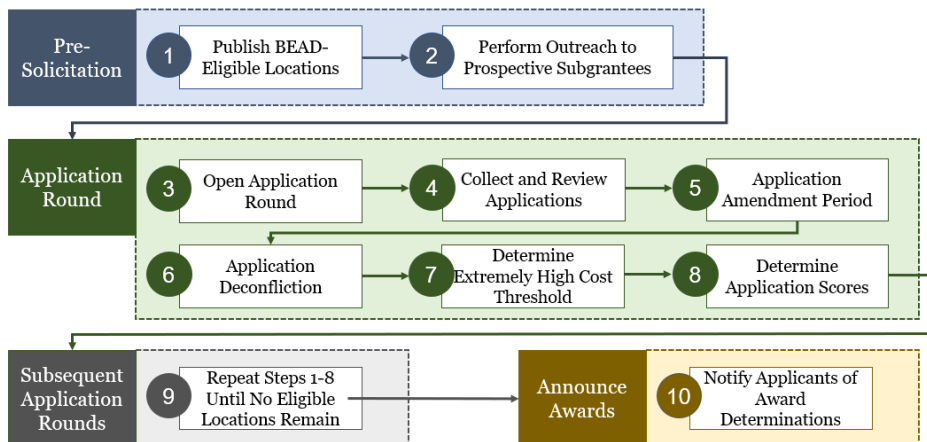 Pre-
Solicitation
1
Publish BEAD-
Eligible Locations
2
Perform Outreach to
Prospective Subgrantees
Application
Round
3
Open Application
Round
4
Collect and Review
Applications
5
Application
Amendment Period
6
Application
Deconfliction
7
Determine
Extremely High Cost
Threshold
8
Determine
Application Scores
Subsequent
Application
Rounds
9
Repeat Steps 1-8
Until No Eligible
Locations Remain
Announce
Awards
10
Notify Applicants of
Award
Determinations